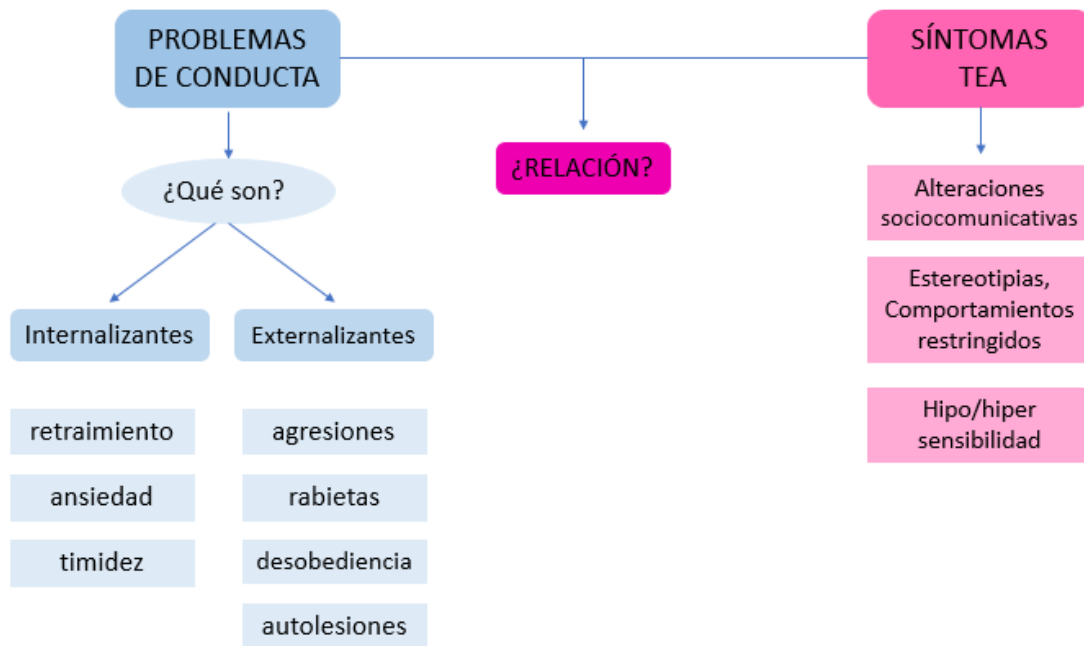 PROBLEMAS
DE CONDUCTA
SÍNTOMAS
TEA
¿RELACIÓN?
¿Qué son?
Alteraciones
sociocomunicativas
Estereotipias,
Comportamientos
restringidos
Hipo/hiper
sensibilidad
Internalizantes
Externalizantes
retraimiento
agresiones
ansiedad
rabietas
timidez
desobediencia
autolesiones